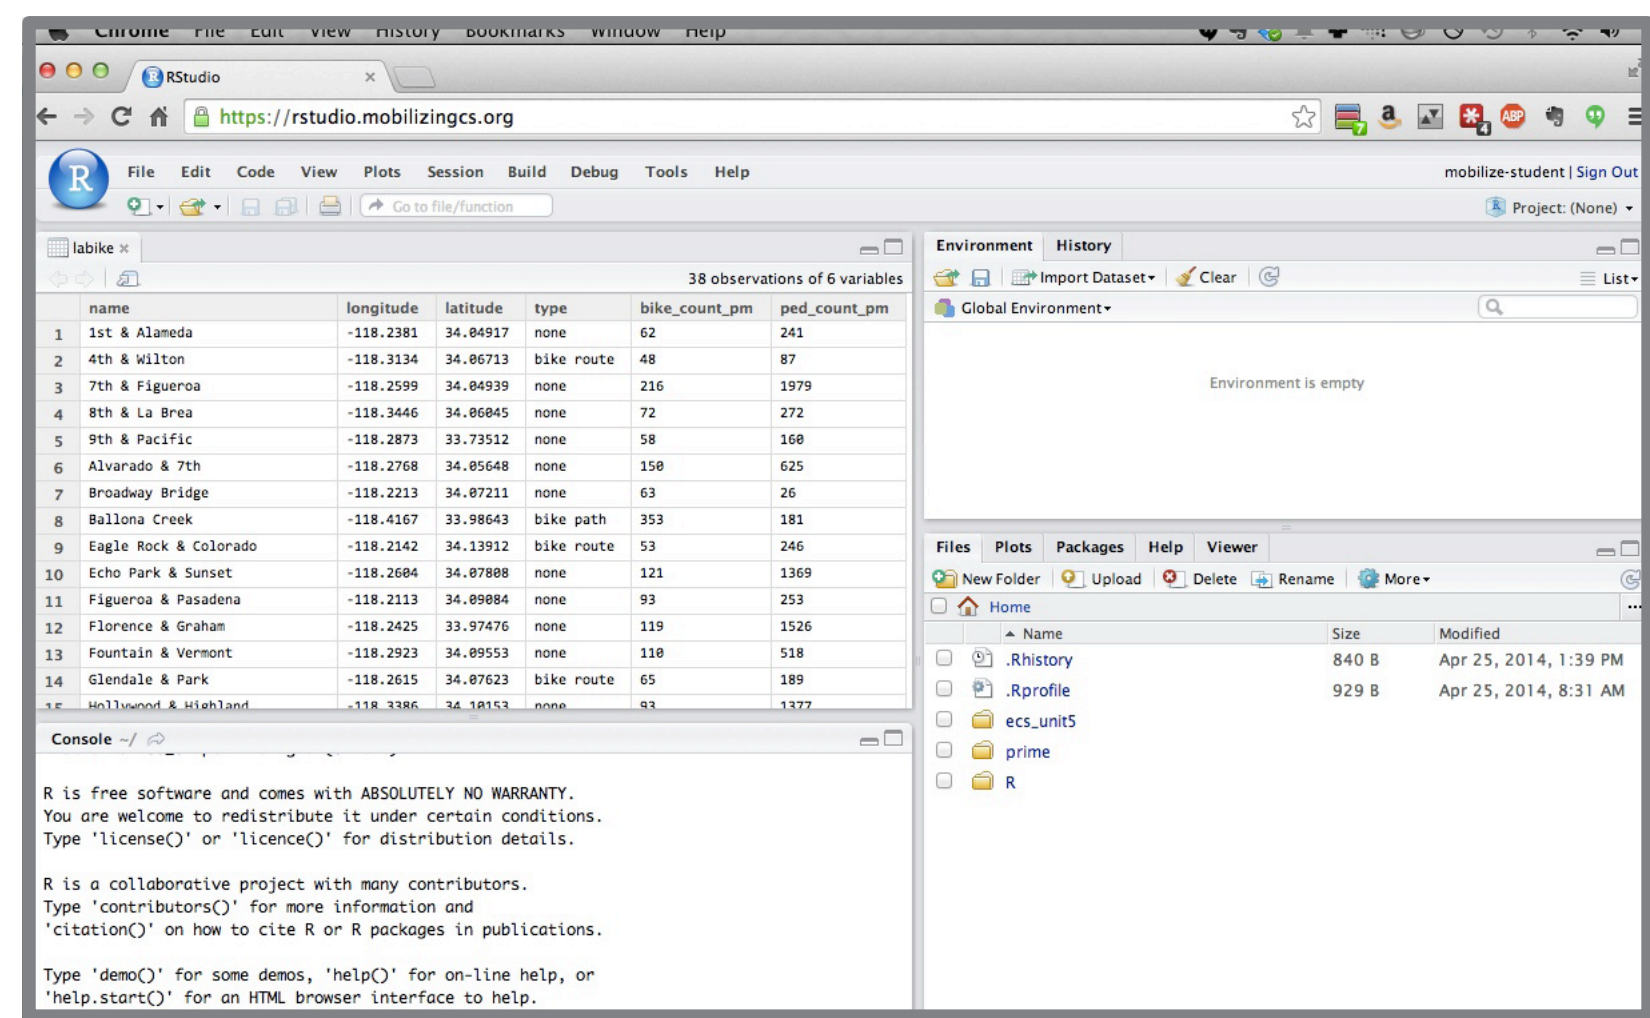 Chrome File Edit View History Bookmarks Window Help
RStudio
https://rstudio.mobilizingcs.org
7 a 4 ABP
R File Edit Code View Plots Session Build Debug Tools Help
mobilize-student | Sign Out
Go to file/function
Project: (None)
labike
38 observations of 6 variables
name longitude latitude type bike_count_pm ped_count_pm
1 1st & Alameda -118.2381 34.04917 none 62 241
2 4th & Wilton -118.3134 34.06713 bike route 48 87
3 7th & Figueroa -118.2599 34.04939 none 216 1979
4 8th & La Brea -118.3446 34.06045 none 72 272
5 9th & Pacific -118.2873 33.73512 none 58 160
6 Alvarado & 7th -118.2768 34.05648 none 150 625
7 Broadway Bridge -118.2213 34.07211 none 63 26
8 Ballona Creek -118.4167 33.98643 bike path 353 181
9 Eagle Rock & Colorado -118.2142 34.13912 bike route 53 246
10 Echo Park & Sunset -118.2604 34.07808 none 121 1369
11 Figueroa & Pasadena -118.2113 34.09084 none 93 253
12 Florence & Graham -118.2425 33.97476 none 119 1526
13 Fountain & Vermont -118.2923 34.09553 none 110 518
14 Glendale & Park -118.2615 34.07623 bike route 65 189
15 Hollywood & Highland -118.3386 34.10153 none 93 1377
Console ~/
R is free software and comes with ABSOLUTELY NO WARRANTY.
You are welcome to redistribute it under certain conditions.
Type 'license()' or 'licence()' for distribution details.
R is a collaborative project with many contributors.
Type 'contributors()' for more information and
'citation()' on how to cite R or R packages in publications.
Type 'demo()' for some demos, 'help()' for on-line help, or
'help.start()' for an HTML browser interface to help.
Environment History
Import Dataset Clear List
Global Environment
Environment is empty
Files Plots Packages Help Viewer
New Folder Upload Delete Rename More
Home
Name Size Modified
.Rhistory 840 B Apr 25, 2014, 1:39 PM
.Rprofile 929 B Apr 25, 2014, 8:31 AM
ecs_unit5
prime
R